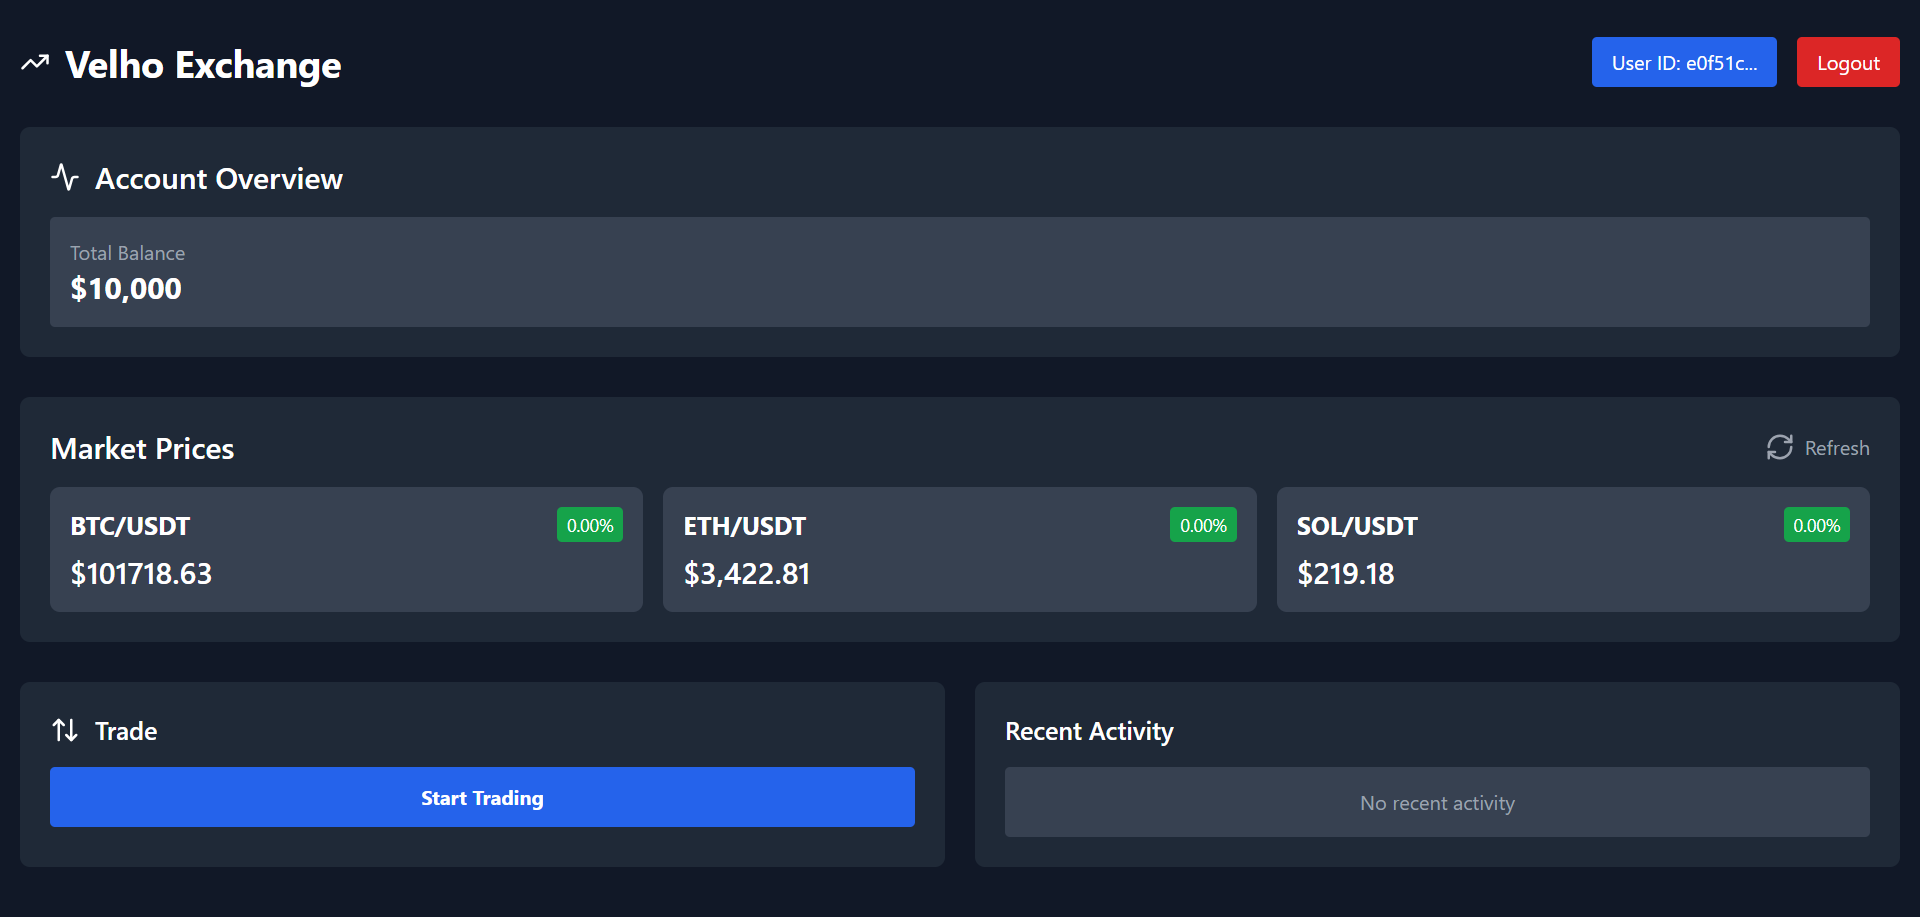 Velho Exchange
User ID: e0f51c...
Logout
Account Overview
Total Balance
$10,000
Market Prices
Refresh
BTC/USDT
0.00%
$101718.63
ETH/USDT
0.00%
$3,422.81
SOL/USDT
0.00%
$219.18
Trade
Start Trading
Recent Activity
No recent activity